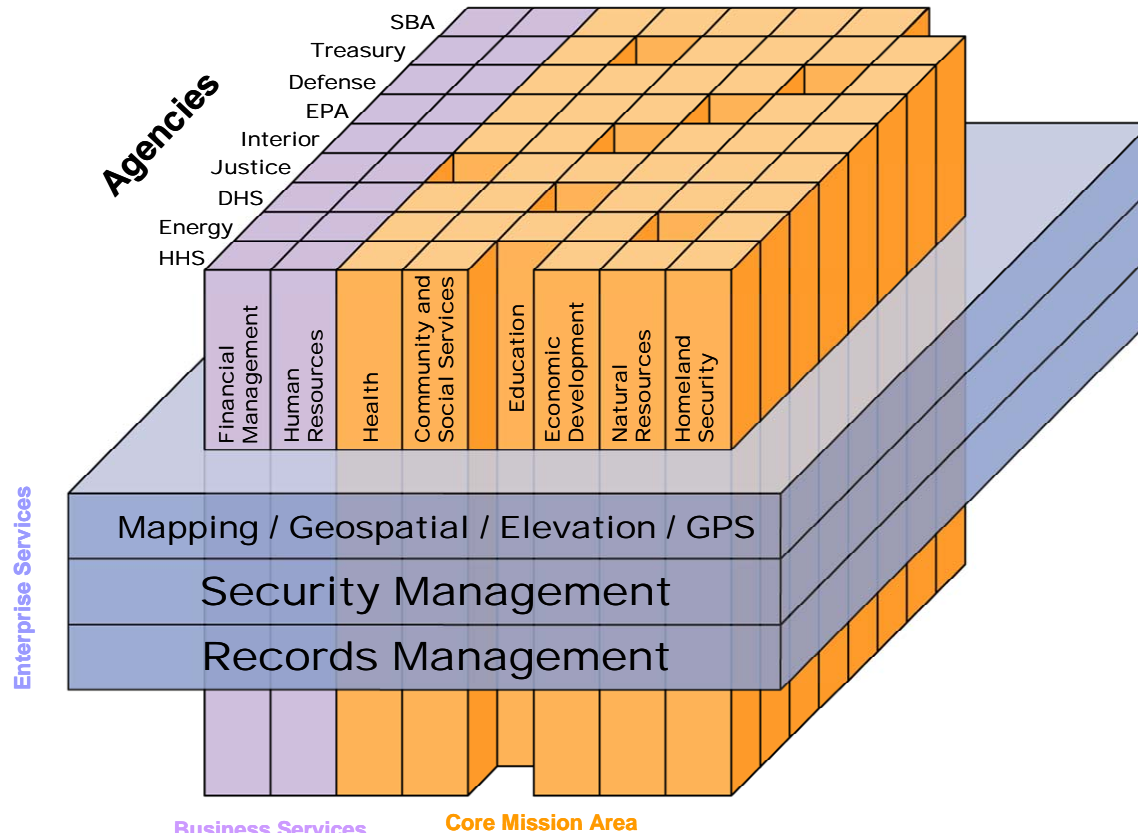 SBA
Treasury
Defense
EPA
Interior
Justice
DHS
Energy
HHS
Agencies
Financial
Management
Human
Resources
Health
Community and
Social Services
Education
Economic
Development
Natural
Resources
Homeland
Security
Mapping / Geospatial / Elevation / GPS
Security Management
Records Management
Enterprise Services
Business Services
Core Mission Area